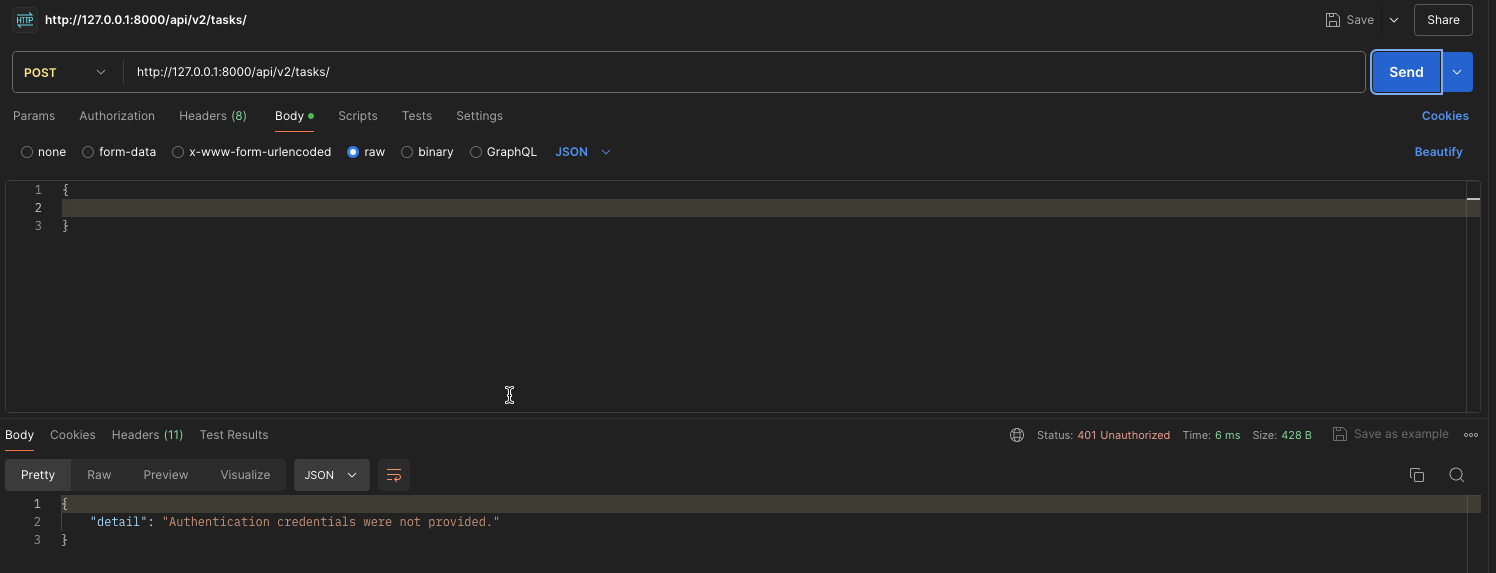 HTTP http://127.0.0.1:8000/api/v2/tasks/ Save Share
POST http://127.0.0.1:8000/api/v2/tasks/ Send
Params Authorization Headers (8) Body Scripts Tests Settings Cookies
none form-data x-www-form-urlencoded raw binary GraphQL JSON Beautify
1 {
2
3 }
Body Cookies Headers (11) Test Results Status: 401 Unauthorized Time: 6 ms Size: 428 B Save as example
Pretty Raw Preview Visualize JSON
1 {
2 "detail": "Authentication credentials were not provided."
3 }